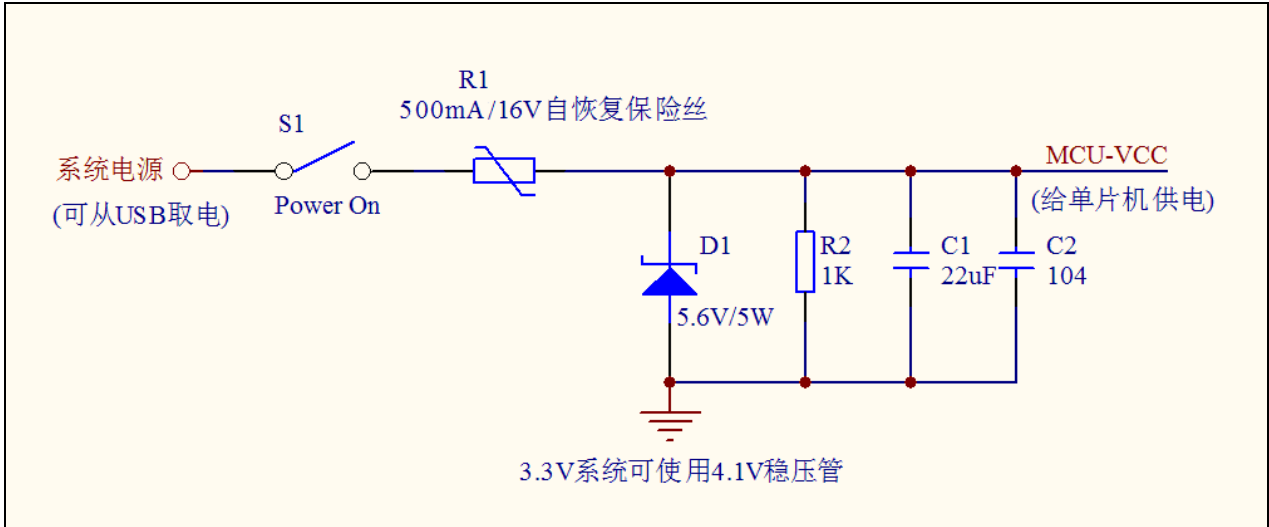 R1
500mA/16V自恢复保险丝
S1
系统电源
MCU-VCC
(可从USB取电)
Power On
(给单片机供电)
D1
R2
C1
C2
1K
22uF
104
5.6V/5W
3.3V系统可使用4.1V稳压管